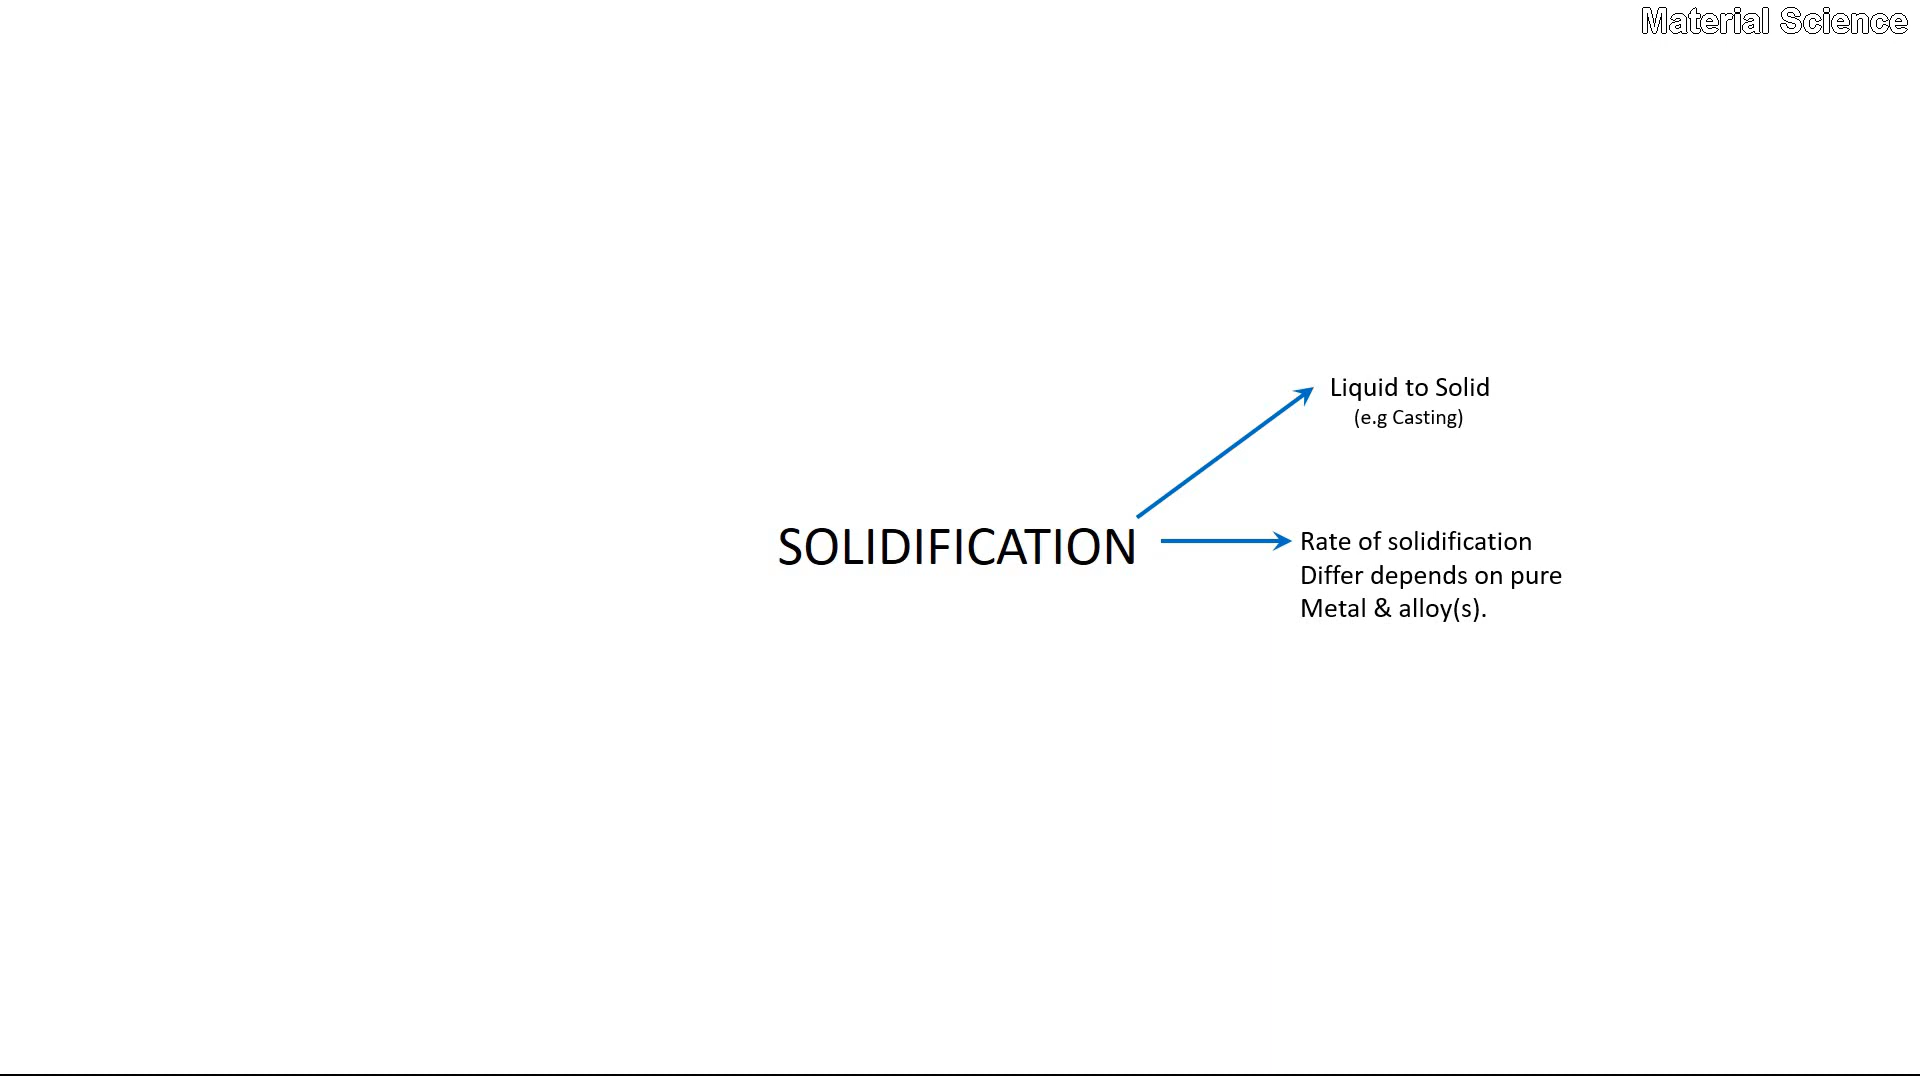 Material Science
Liquid to Solid
(e.g Casting)
SOLIDIFICATION
Rate of solidification
Differ depends on pure
Metal & alloy(s).